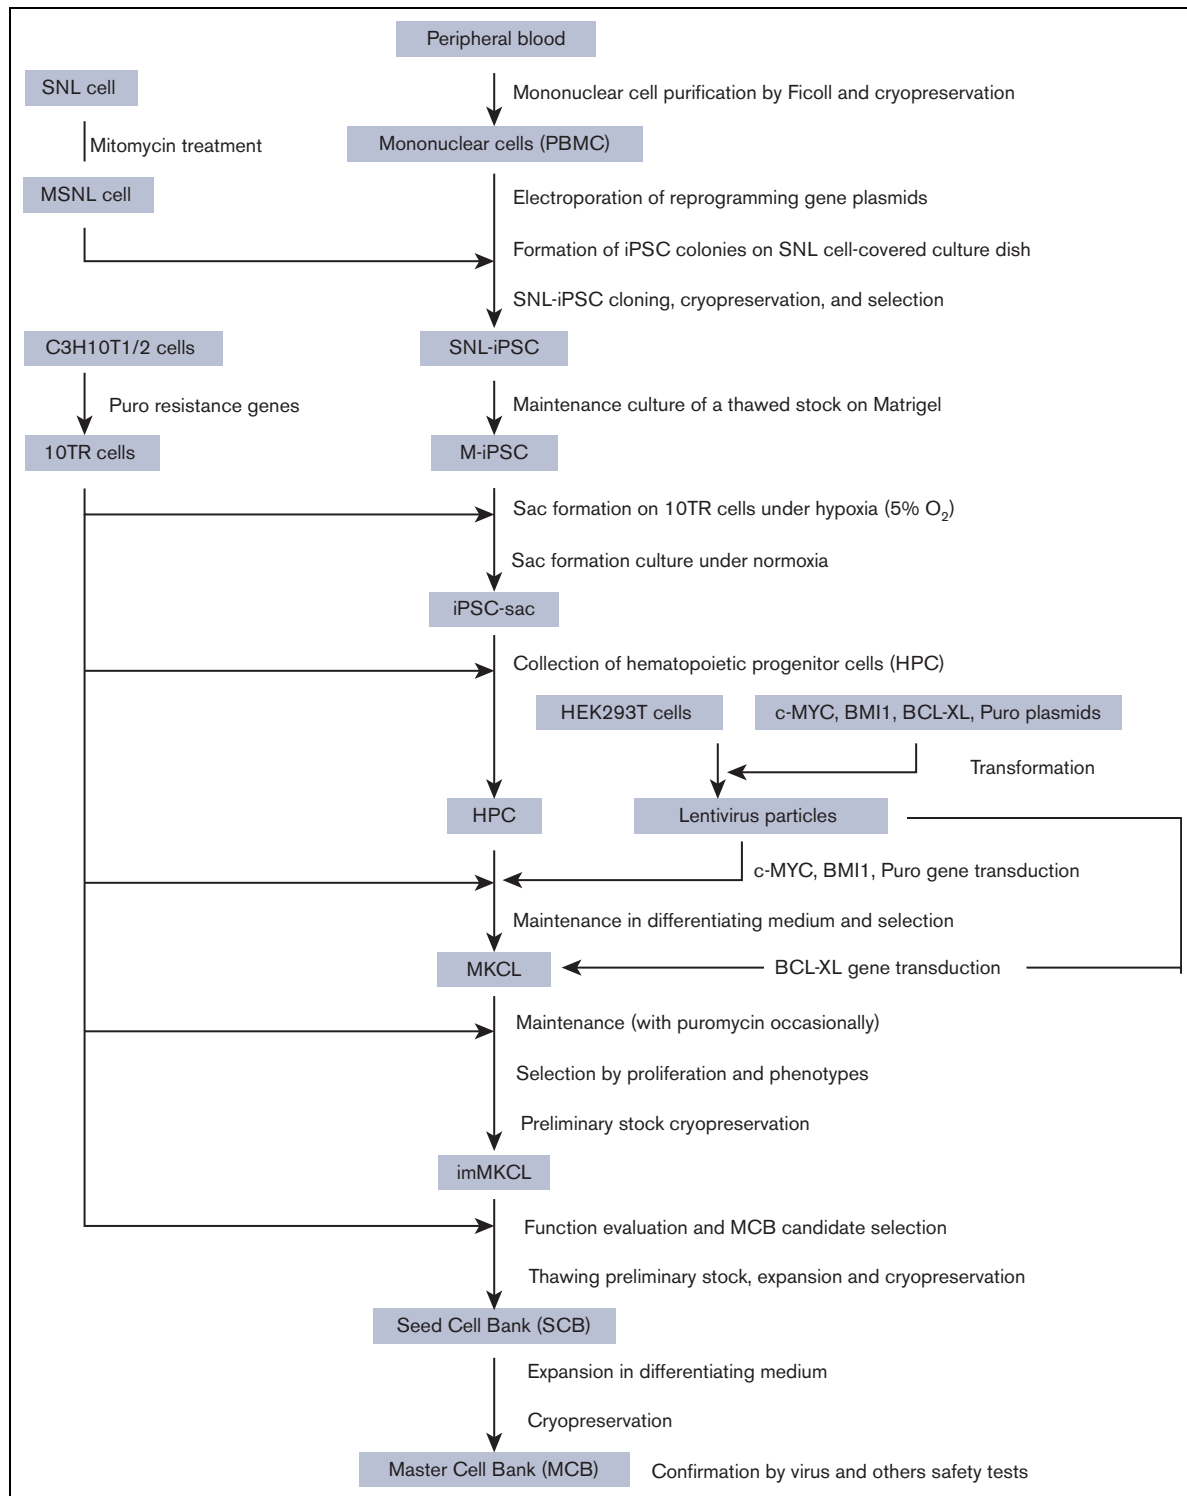 Peripheral blood
SNL cell
Mononuclear cell purification by Ficoll and cryopreservation
Mitomycin treatment
Mononuclear cells (PBMC)
MSNL cell
Electroporation of reprogramming gene plasmids
Formation of iPSC colonies on SNL cell-covered culture dish
SNL-iPSC cloning, cryopreservation, and selection
C3H10T1/2 cells
SNL-iPSC
Puro resistance genes
Maintenance culture of a thawed stock on Matrigel
10TR cells
M-iPSC
Sac formation on 10TR cells under hypoxia (5% O₂)
Sac formation culture under normoxia
iPSC-sac
Collection of hematopoietic progenitor cells (HPC)
HEK293T cells
c-MYC, BMI1, BCL-XL, Puro plasmids
Transformation
HPC
Lentivirus particles
c-MYC, BMI1, Puro gene transduction
Maintenance in differentiating medium and selection
MKCL
BCL-XL gene transduction
Maintenance (with puromycin occasionally)
Selection by proliferation and phenotypes
Preliminary stock cryopreservation
imMKCL
Function evaluation and MCB candidate selection
Thawing preliminary stock, expansion and cryopreservation
Seed Cell Bank (SCB)
Expansion in differentiating medium
Cryopreservation
Master Cell Bank (MCB)
Confirmation by virus and others safety tests